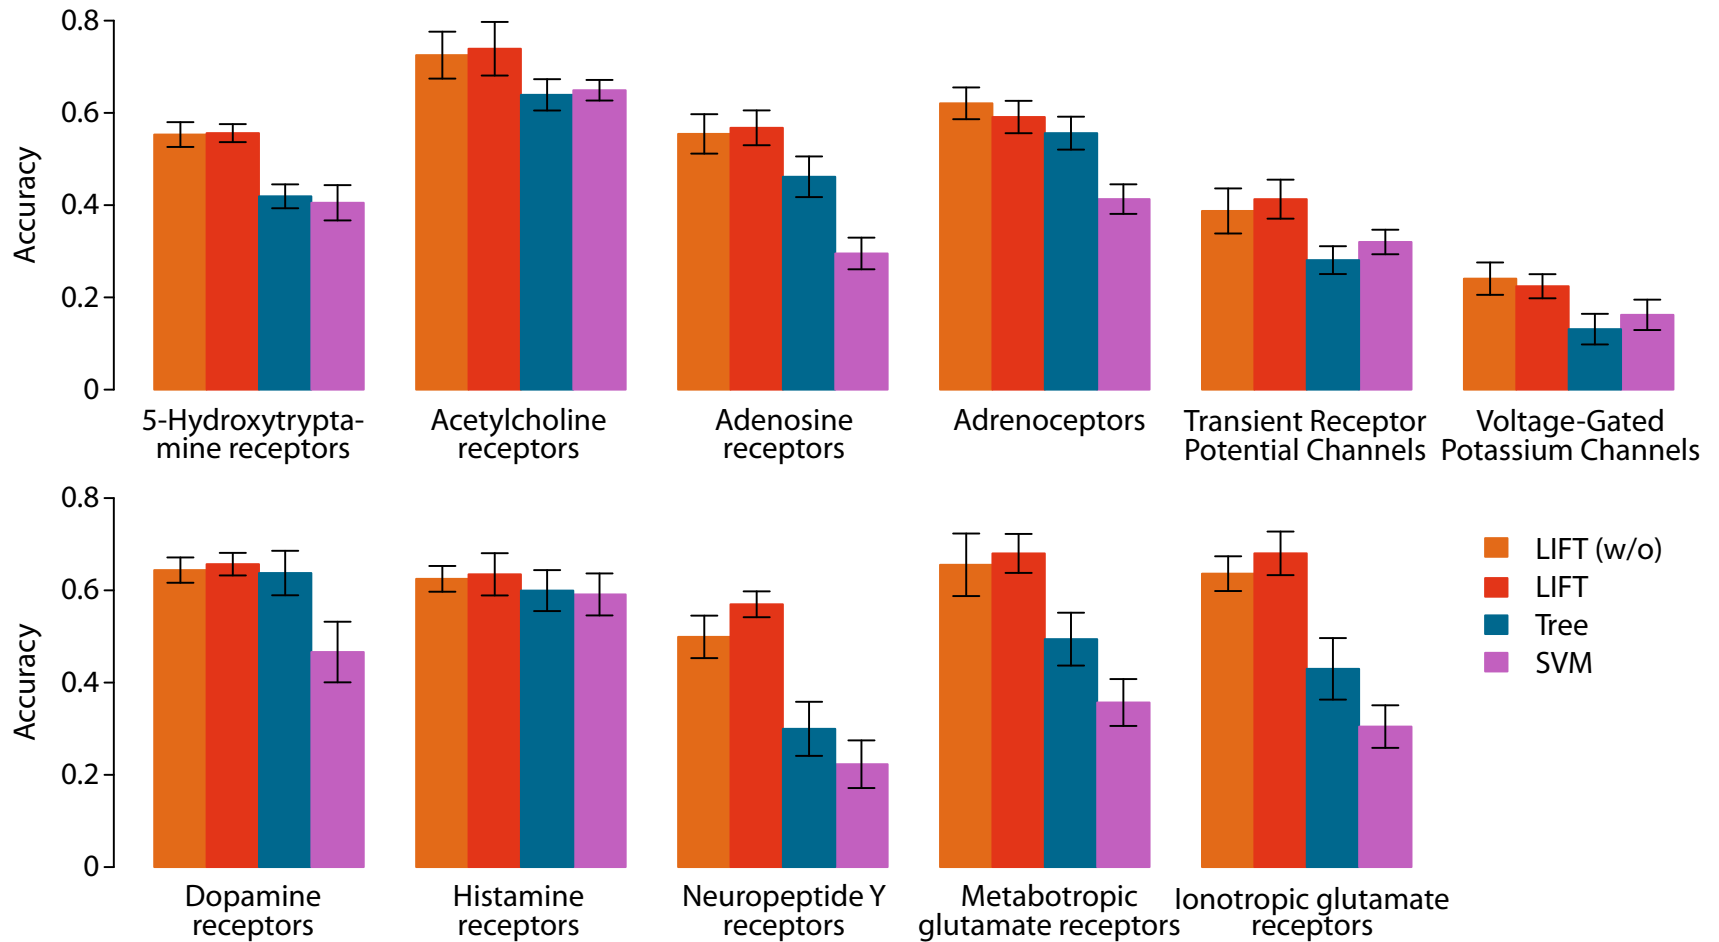 0.8
0.6
0.4
0.2
0
Accuracy
5-Hydroxytrypta-
mine receptors
Acetylcholine
receptors
Adenosine
receptors
Adrenoceptors
Transient Receptor
Potential Channels
Voltage-Gated
Potassium Channels
0.8
0.6
0.4
0.2
0
Accuracy
Dopamine
receptors
Histamine
receptors
Neuropeptide Y
receptors
Metabotropic
glutamate receptors
Ionotropic glutamate
receptors
LIFT (w/o)
LIFT
Tree
SVM